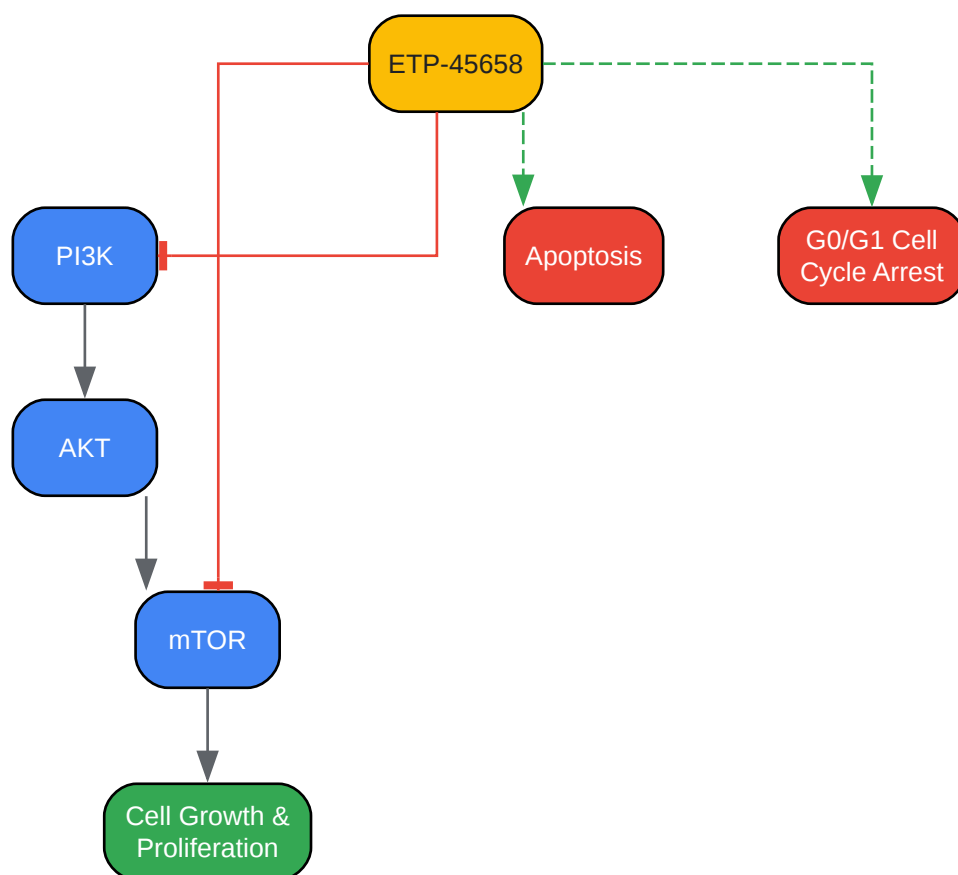 ETP-45658
PI3K
Apoptosis
G0/G1 Cell
Cycle Arrest
AKT
mTOR
Cell Growth &
Proliferation